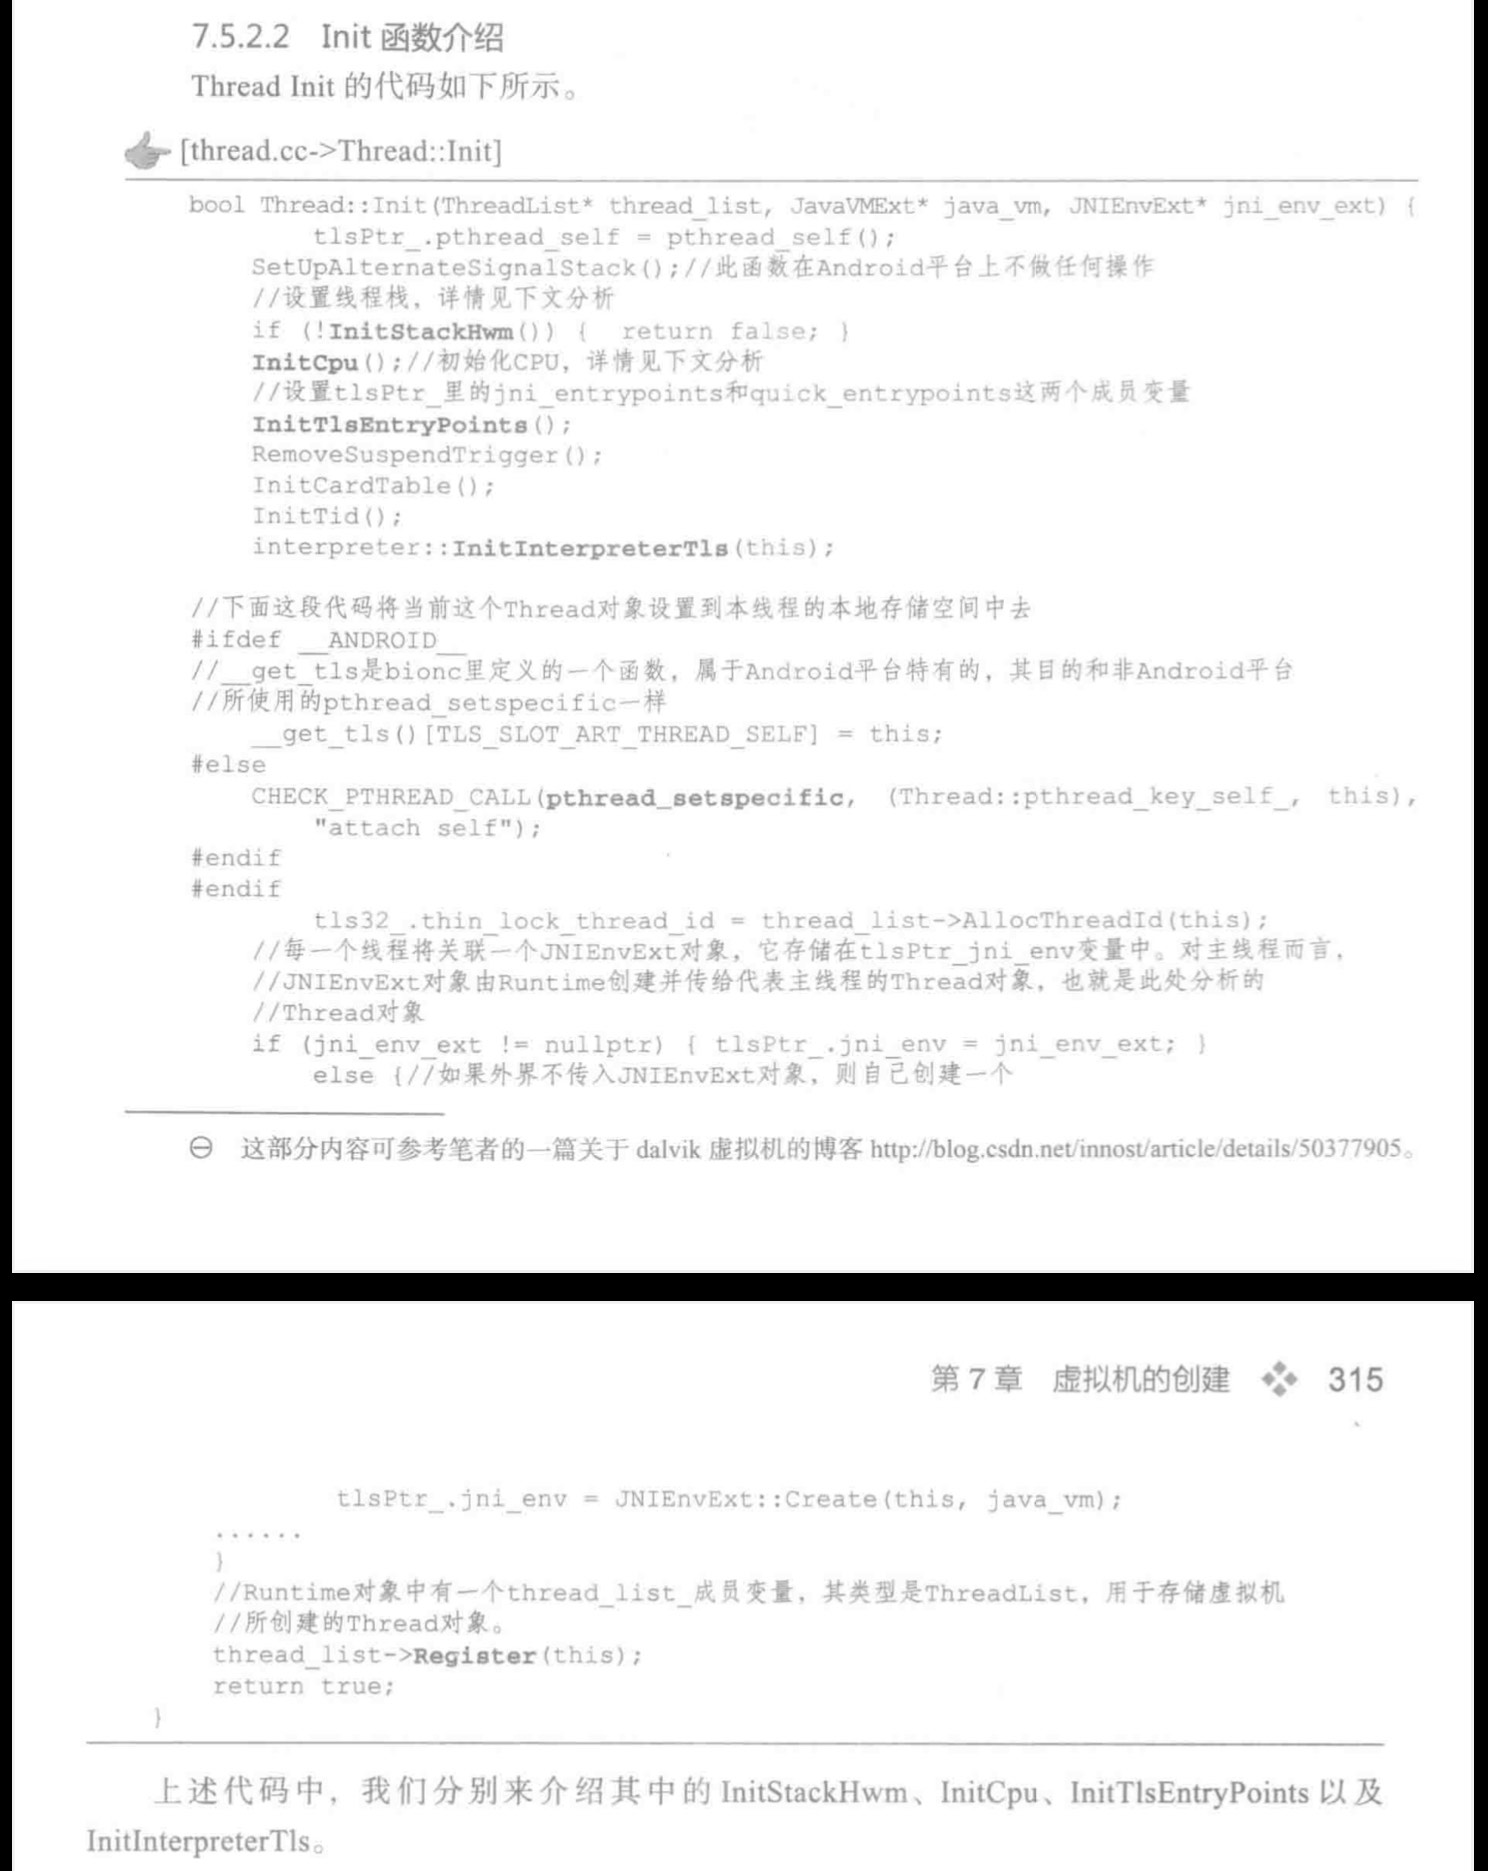 7.5.2.2 Init 函数介绍
Thread Init 的代码如下所示。
[thread.cc->Thread::Init]
bool Thread::Init(ThreadList* thread_list, JavaVMExt* java_vm, JNIEnvExt* jni_env_ext) {
tlsPtr_.pthread_self = pthread_self();
SetUpAlternateSignalStack();//此函数在Android平台上不做任何操作
//设置线程栈，详情见下文分析
if (!InitStackHwm()) { return false; }
InitCpu();//初始化CPU，详情见下文分析
//设置tlsPtr_里的jni_entrypoints和quick_entrypoints这两个成员变量
InitTlsEntryPoints();
RemoveSuspendTrigger();
InitCardTable();
InitTid();
interpreter::InitInterpreterTls(this);
//下面这段代码将当前这个Thread对象设置到本线程的本地存储空间中去
#ifdef __ANDROID__
//__get_tls是bionc里定义的一个函数，属于Android平台特有的，其目的和非Android平台
//所使用的pthread_setspecific一样
__get_tls()[TLS_SLOT_ART_THREAD_SELF] = this;
#else
CHECK_PTHREAD_CALL(pthread_setspecific, (Thread::pthread_key_self_, this),
"attach self");
#endif
#endif
tls32_.thin_lock_thread_id = thread_list->AllocThreadId(this);
//每一个线程将关联一个JNIEnvExt对象，它存储在tlsPtr_jni_env变量中。对主线程而言，
//JNIEnvExt对象由Runtime创建并传给代表主线程的Thread对象，也就是此处分析的
//Thread对象
if (jni_env_ext != nullptr) { tlsPtr_.jni_env = jni_env_ext; }
else {//如果外界不传入JNIEnvExt对象，则自己创建一个
㊀ 这部分内容可参考笔者的一篇关于 dalvik 虚拟机的博客 http://blog.csdn.net/innost/article/details/50377905。
第 7 章 虚拟机的创建 ❖ 315
tlsPtr_.jni_env = JNIEnvExt::Create(this, java_vm);
......
}
//Runtime对象中有一个thread_list_成员变量，其类型是ThreadList，用于存储虚拟机
//所创建的Thread对象。
thread_list->Register(this);
return true;
}
上述代码中，我们分别来介绍其中的 InitStackHwm、InitCpu、InitTlsEntryPoints 以及
InitInterpreterTls。